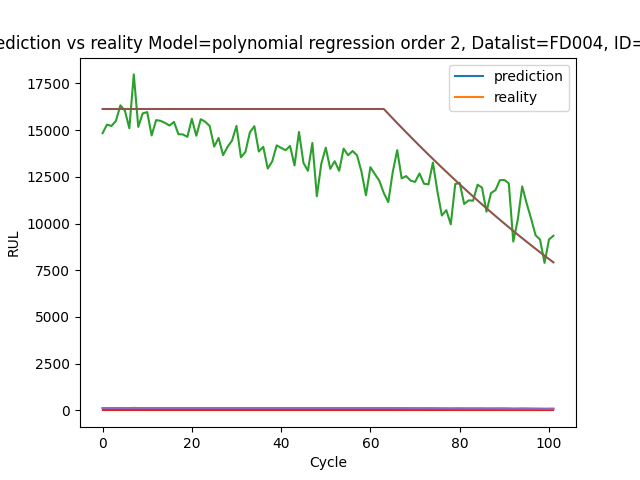 ediction vs reality Model=polynomial regression order 2, Datalist=FD004, ID=
prediction
reality
17500
15000
12500
10000
7500
5000
2500
0
RUL
0 20 40 60 80 100
Cycle